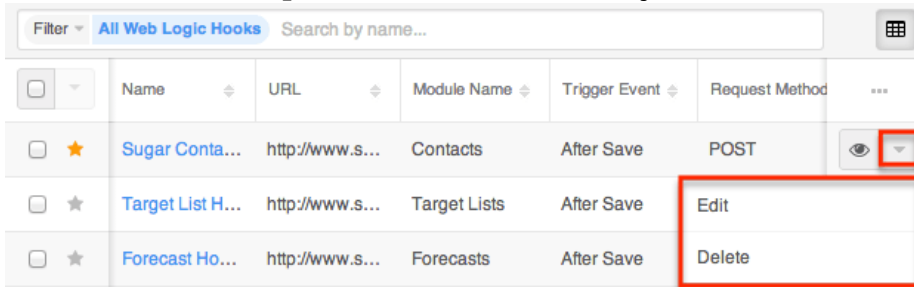 Filter All Web Logic Hooks Search by name...
Name URL Module Name Trigger Event Request Method
Sugar Conta... http://www.s... Contacts After Save POST
Target List H... http://www.s... Target Lists After Save Edit
Forecast Ho... http://www.s... Forecasts After Save Delete